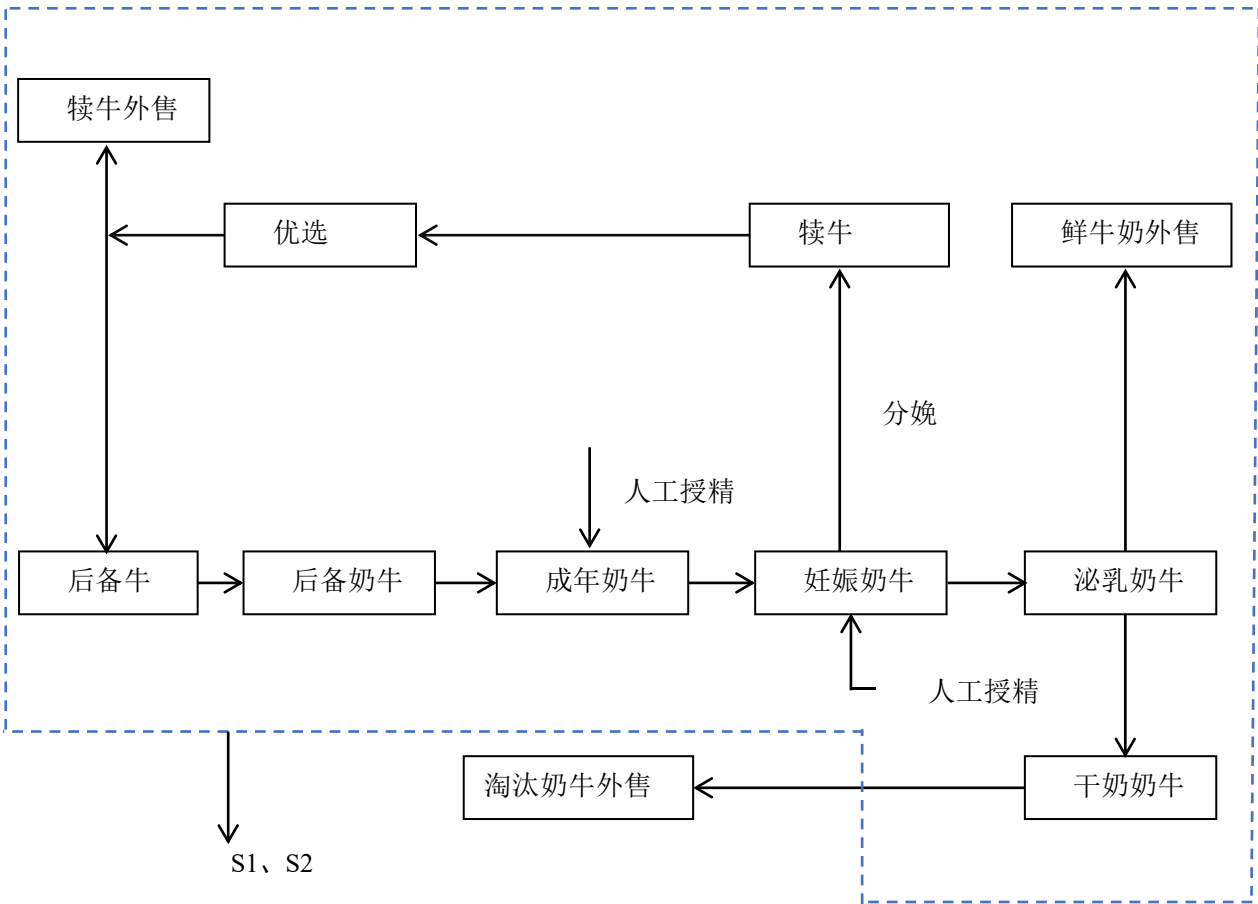 犊牛外售
优选
犊牛
鲜牛奶外售
分娩
人工授精
后备牛
后备奶牛
成年奶牛
妊娠奶牛
泌乳奶牛
人工授精
淘汰奶牛外售
干奶奶牛
S1、S2